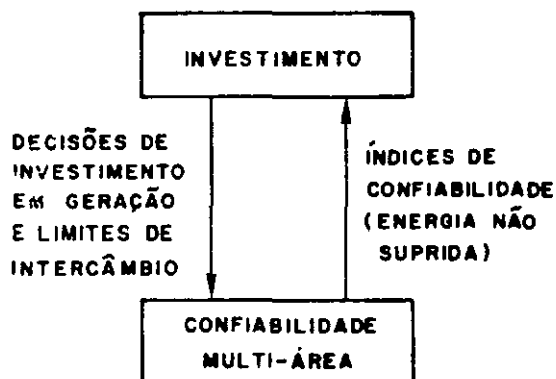 INVESTIMENTO
DECISÕES DE
INVESTIMENTO
EM GERAÇÃO
E LIMITES DE
INTERCÂMBIO
ÍNDICES DE
CONFIABILIDADE
(ENERGIA NÃO
SUPRIDA)
CONFIABILIDADE
MULTI-ÁREA